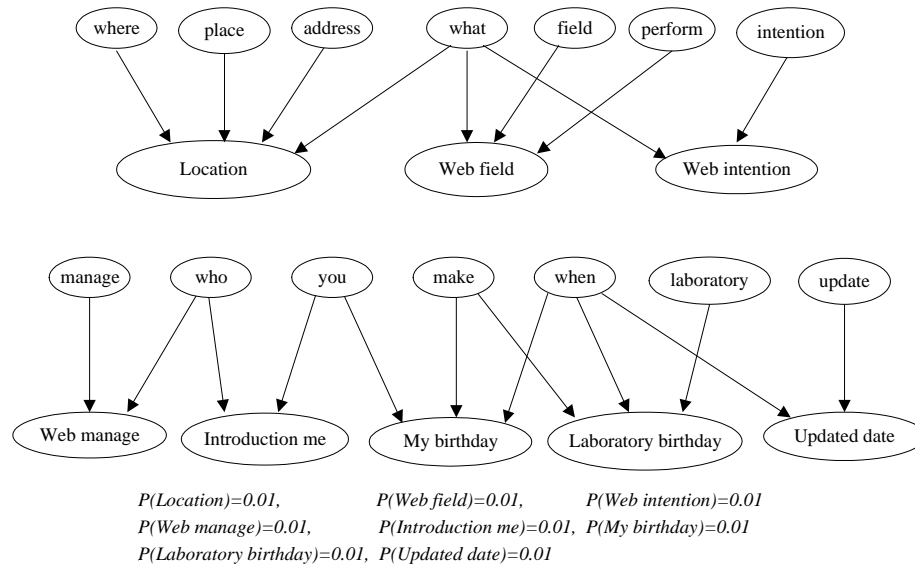 where place address what field perform intention
Location Web field Web intention
manage who you make when laboratory update
Web manage Introduction me My birthday Laboratory birthday Updated date
P(Location)=0.01, P(Web field)=0.01, P(Web intention)=0.01
P(Web manage)=0.01, P(Introduction me)=0.01, P(My birthday)=0.01
P(Laboratory birthday)=0.01, P(Updated date)=0.01